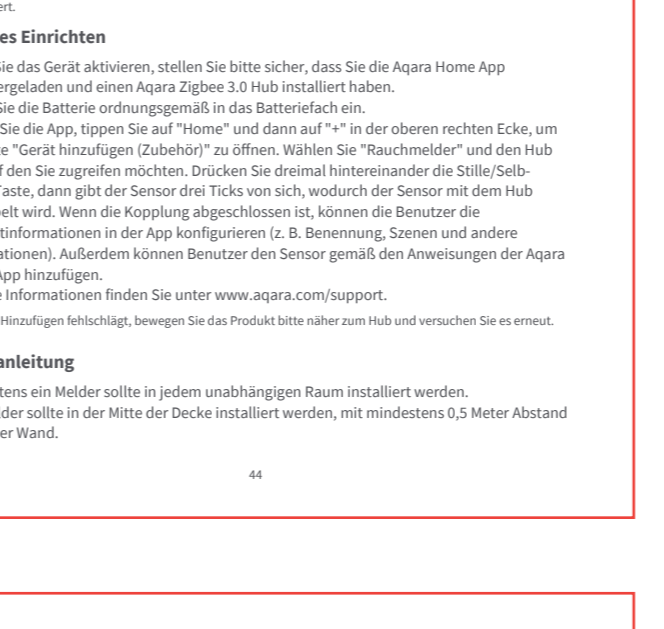 ert.
es Einrichten
Sie das Gerät aktivieren, stellen Sie bitte sicher, dass Sie die Aqara Home App
ergeladen und einen Aqara Zigbee 3.0 Hub installiert haben.
Sie die Batterie ordnungsgemäß in das Batteriefach ein.
Sie die App, tippen Sie auf "Home" und dann auf "+" in der oberen rechten Ecke, um
te "Gerät hinzufügen (Zubehör)" zu öffnen. Wählen Sie "Rauchmelder" und den Hub
f den Sie zugreifen möchten. Drücken Sie dreimal hintereinander die Stille/Selb-
Taste, dann gibt der Sensor drei Ticks von sich, wodurch der Sensor mit dem Hub
elt wird. Wenn die Kopplung abgeschlossen ist, können die Benutzer die
tinformationen in der App konfigurieren (z. B. Benennung, Szenen und andere
ationen). Außerdem können Benutzer den Sensor gemäß den Anweisungen der Aqara
App hinzufügen.
e Informationen finden Sie unter www.aqara.com/support.
Hinzufügen fehlschlägt, bewegen Sie das Produkt bitte näher zum Hub und versuchen Sie es erneut.
anleitung
tens ein Melder sollte in jedem unabhängigen Raum installiert werden.
lder sollte in der Mitte der Decke installiert werden, mit mindestens 0,5 Meter Abstand
er Wand.
44